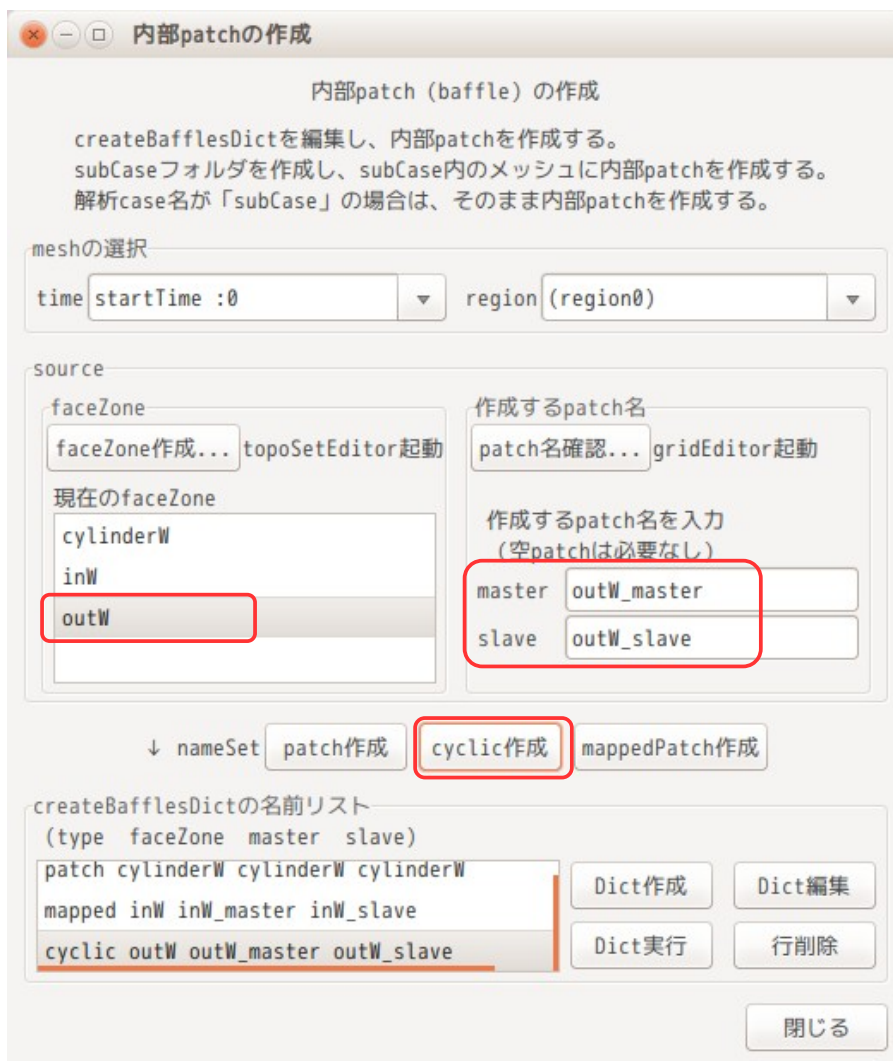 内部patchの作成
内部patch (baffle) の作成
createBafflesDictを編集し、内部patchを作成する。
subCaseフォルダを作成し、subCase内のメッシュに内部patchを作成する。
解析case名が「subCase」の場合は、そのまま内部patchを作成する。
meshの選択
time startTime :0 region (region0)
source
faceZone
faceZone作成... topoSetEditor起動
現在のfaceZone
cylinderW
inW
outW
作成するpatch名
patch名確認... gridEditor起動
作成するpatch名を入力
(空patchは必要なし)
master outW_master
slave outW_slave
↓ nameSet patch作成 cyclic作成 mappedPatch作成
createBafflesDictの名前リスト
(type faceZone master slave)
patch cylinderW cylinderW cylinderW
mapped inW inW_master inW_slave
cyclic outW outW_master outW_slave
Dict作成 Dict編集
Dict実行 行削除
閉じる